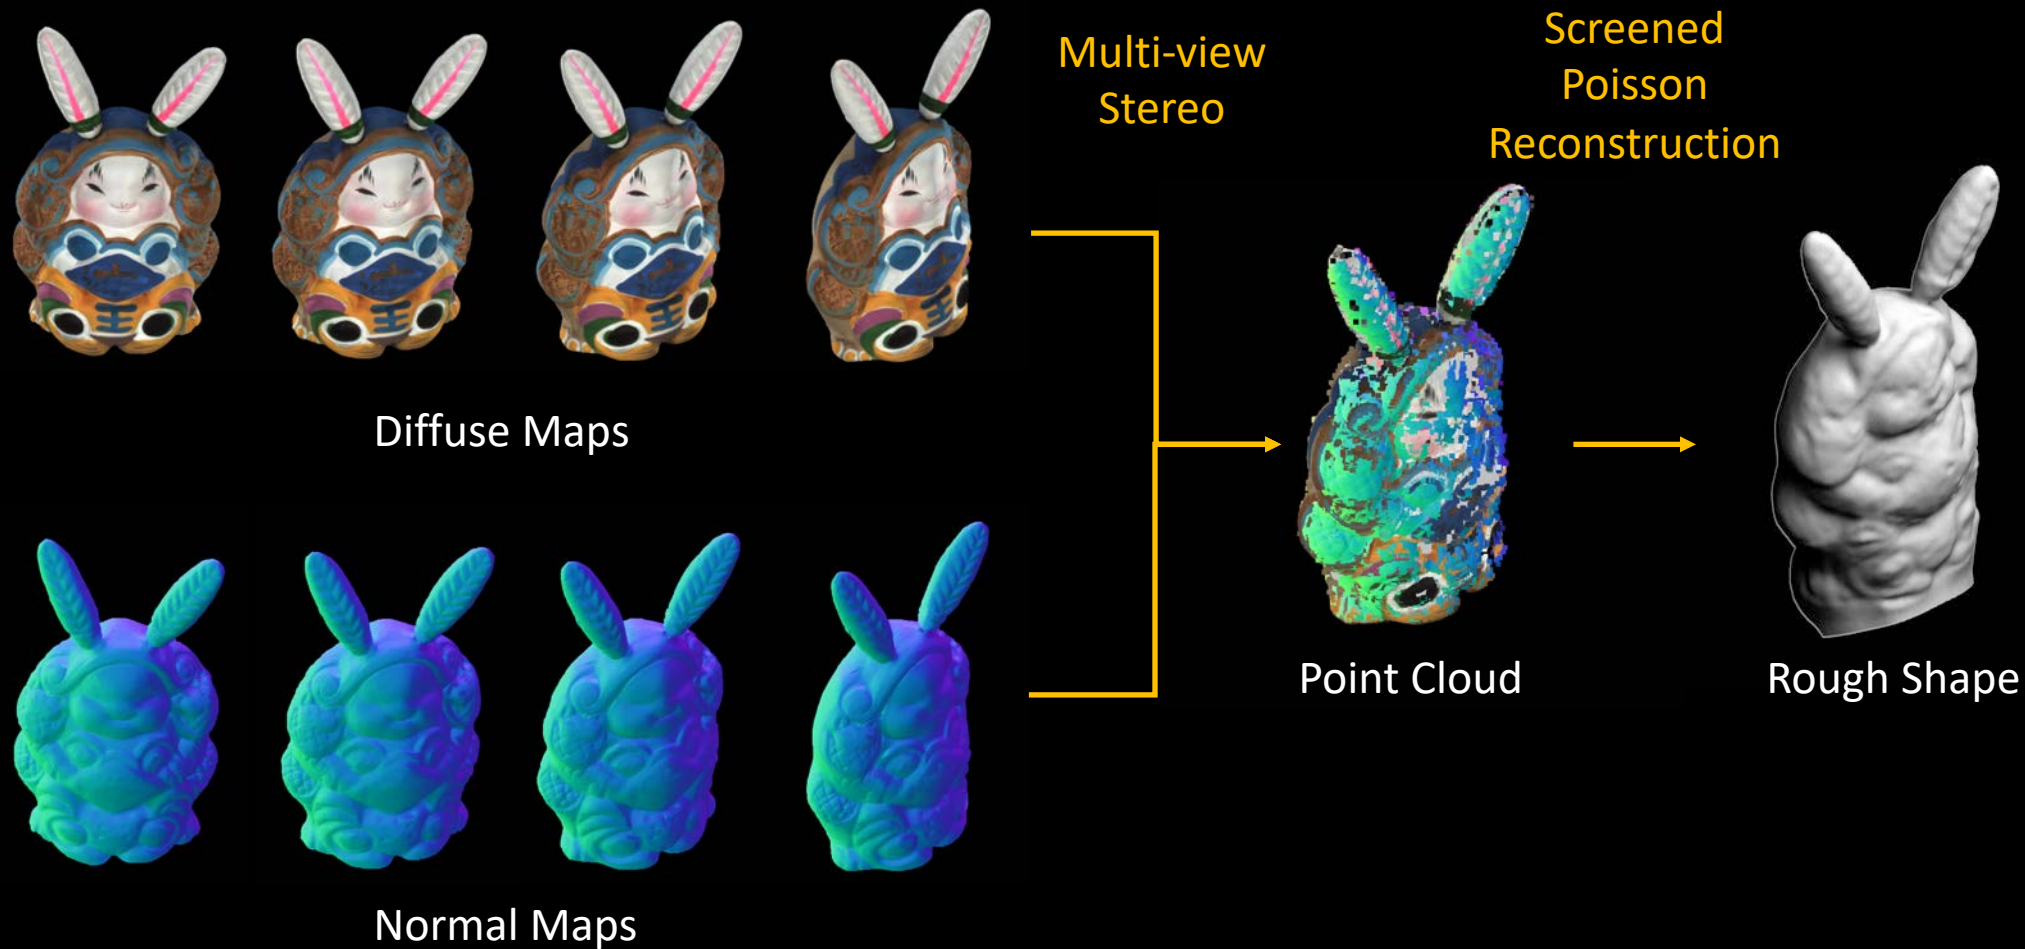 Multi-view
Stereo
Screened
Poisson
Reconstruction
Diffuse Maps
Point Cloud
Rough Shape
Normal Maps